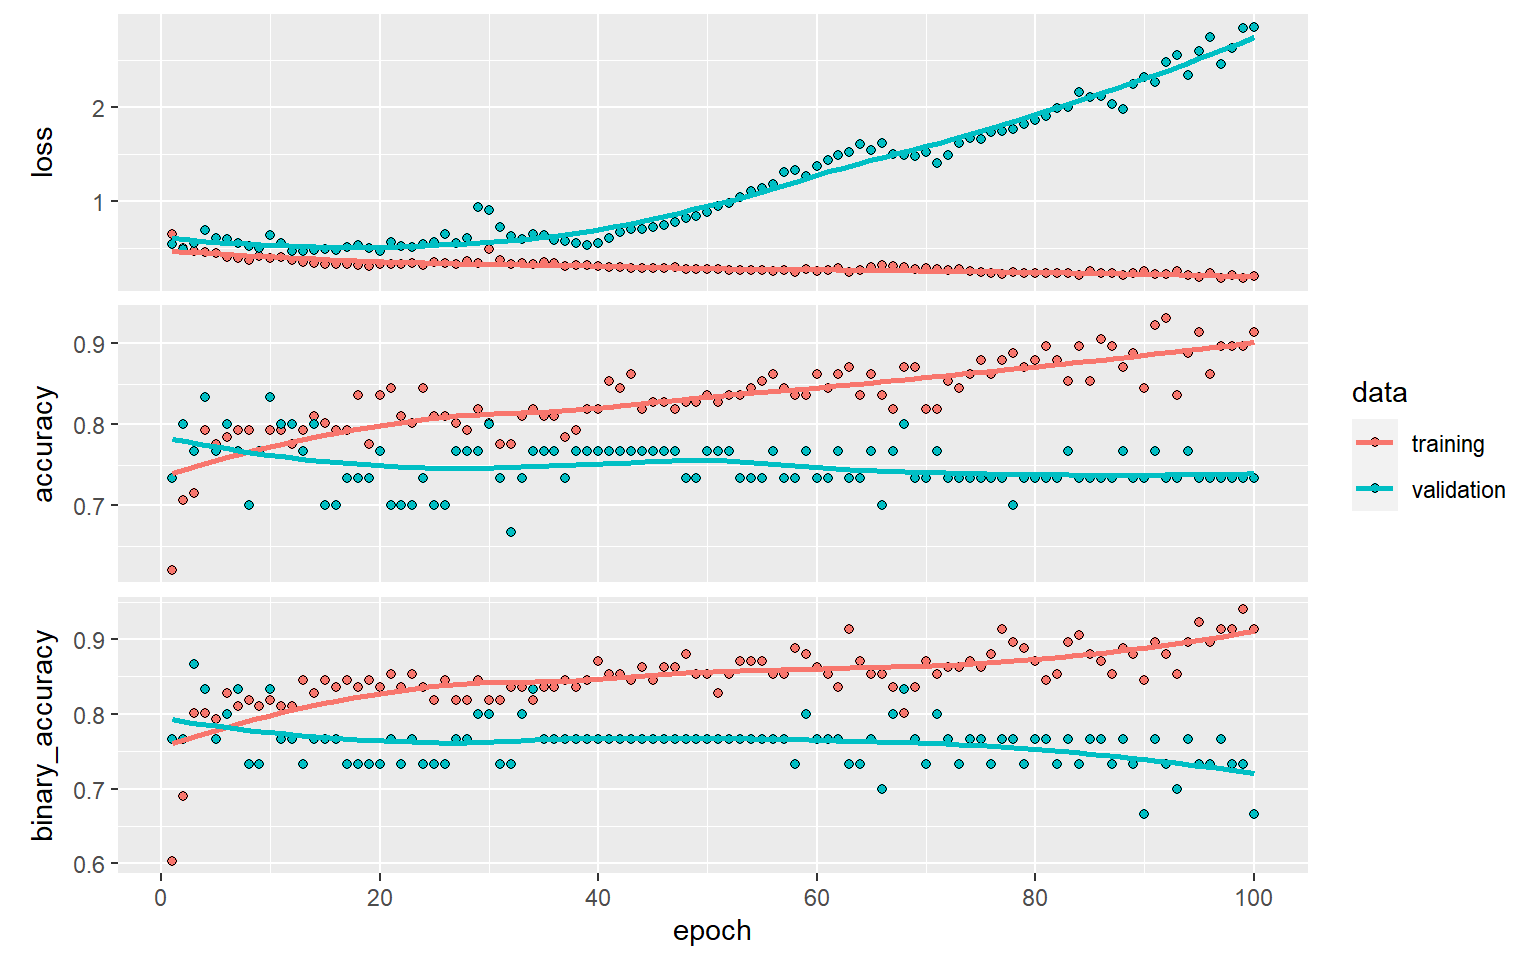 loss
2
1
accuracy
0.9
0.8
0.7
binary_accuracy
0.9
0.8
0.7
0.6
0 20 40 60 80 100
epoch
data
training
validation